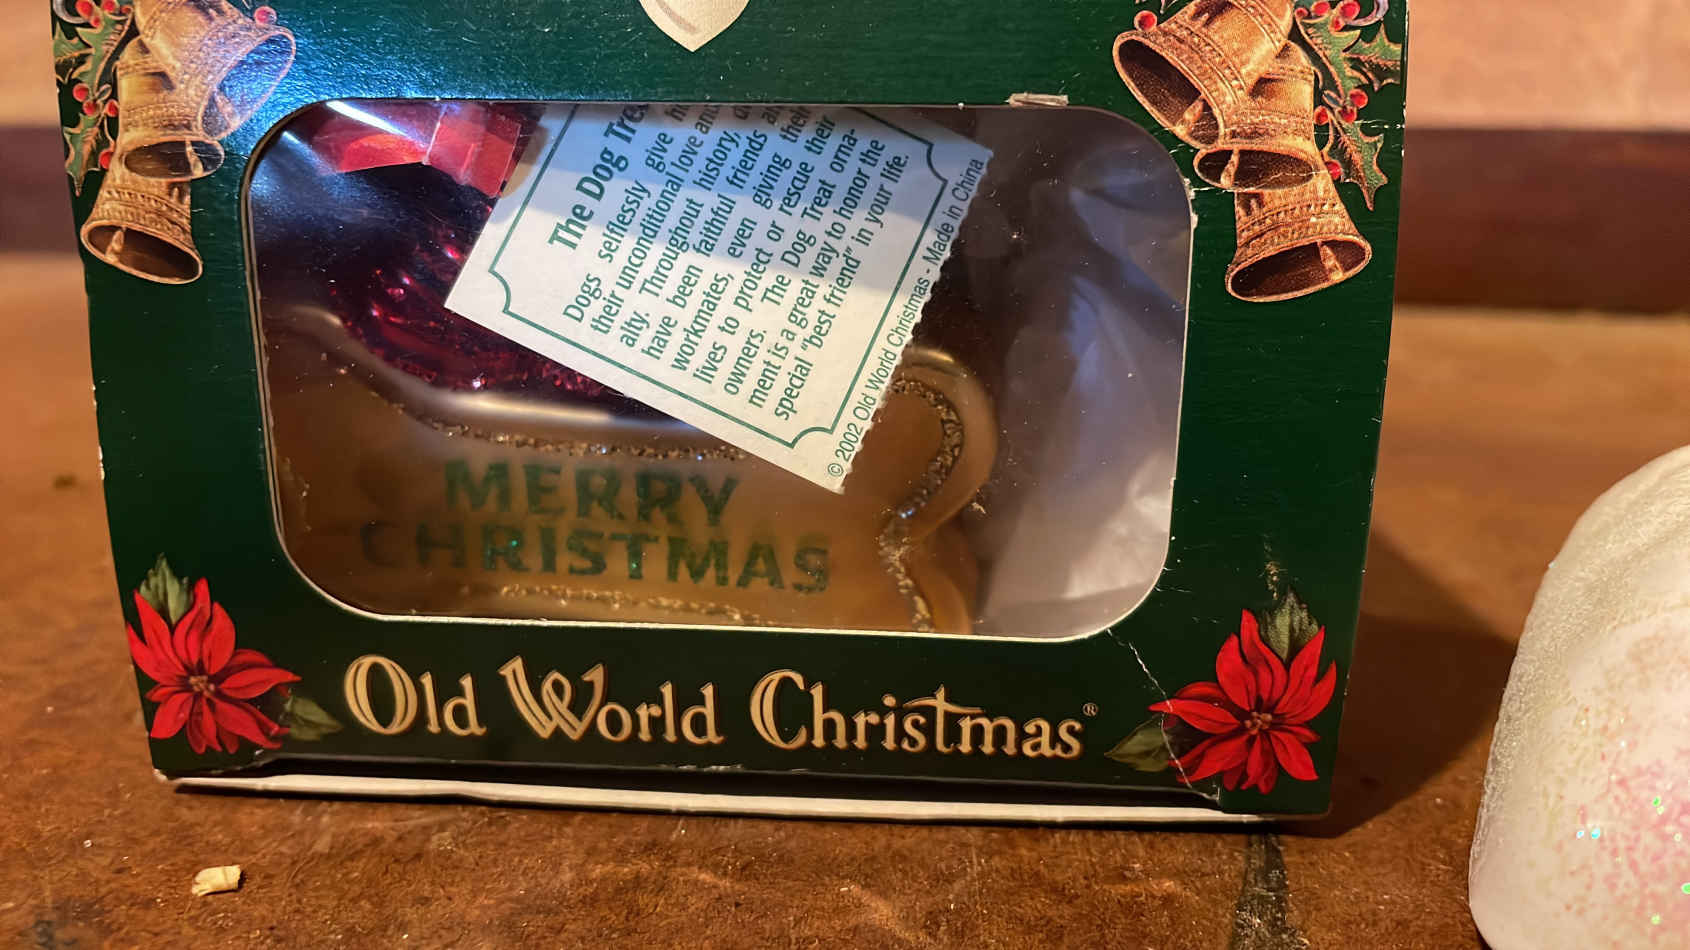 The Dog
Dogs selflessly give
their unconditional love and
alty. Throughout history,
have been faithful friends
workmates, even giving their
lives to protect or rescue their
owners. The Dog Treat orna-
ment is a great way to honor the
special "best friend" in your life.
© 2002 Old World Christmas - Made in China
MERRY
CHRISTMAS
Old World Christmas®